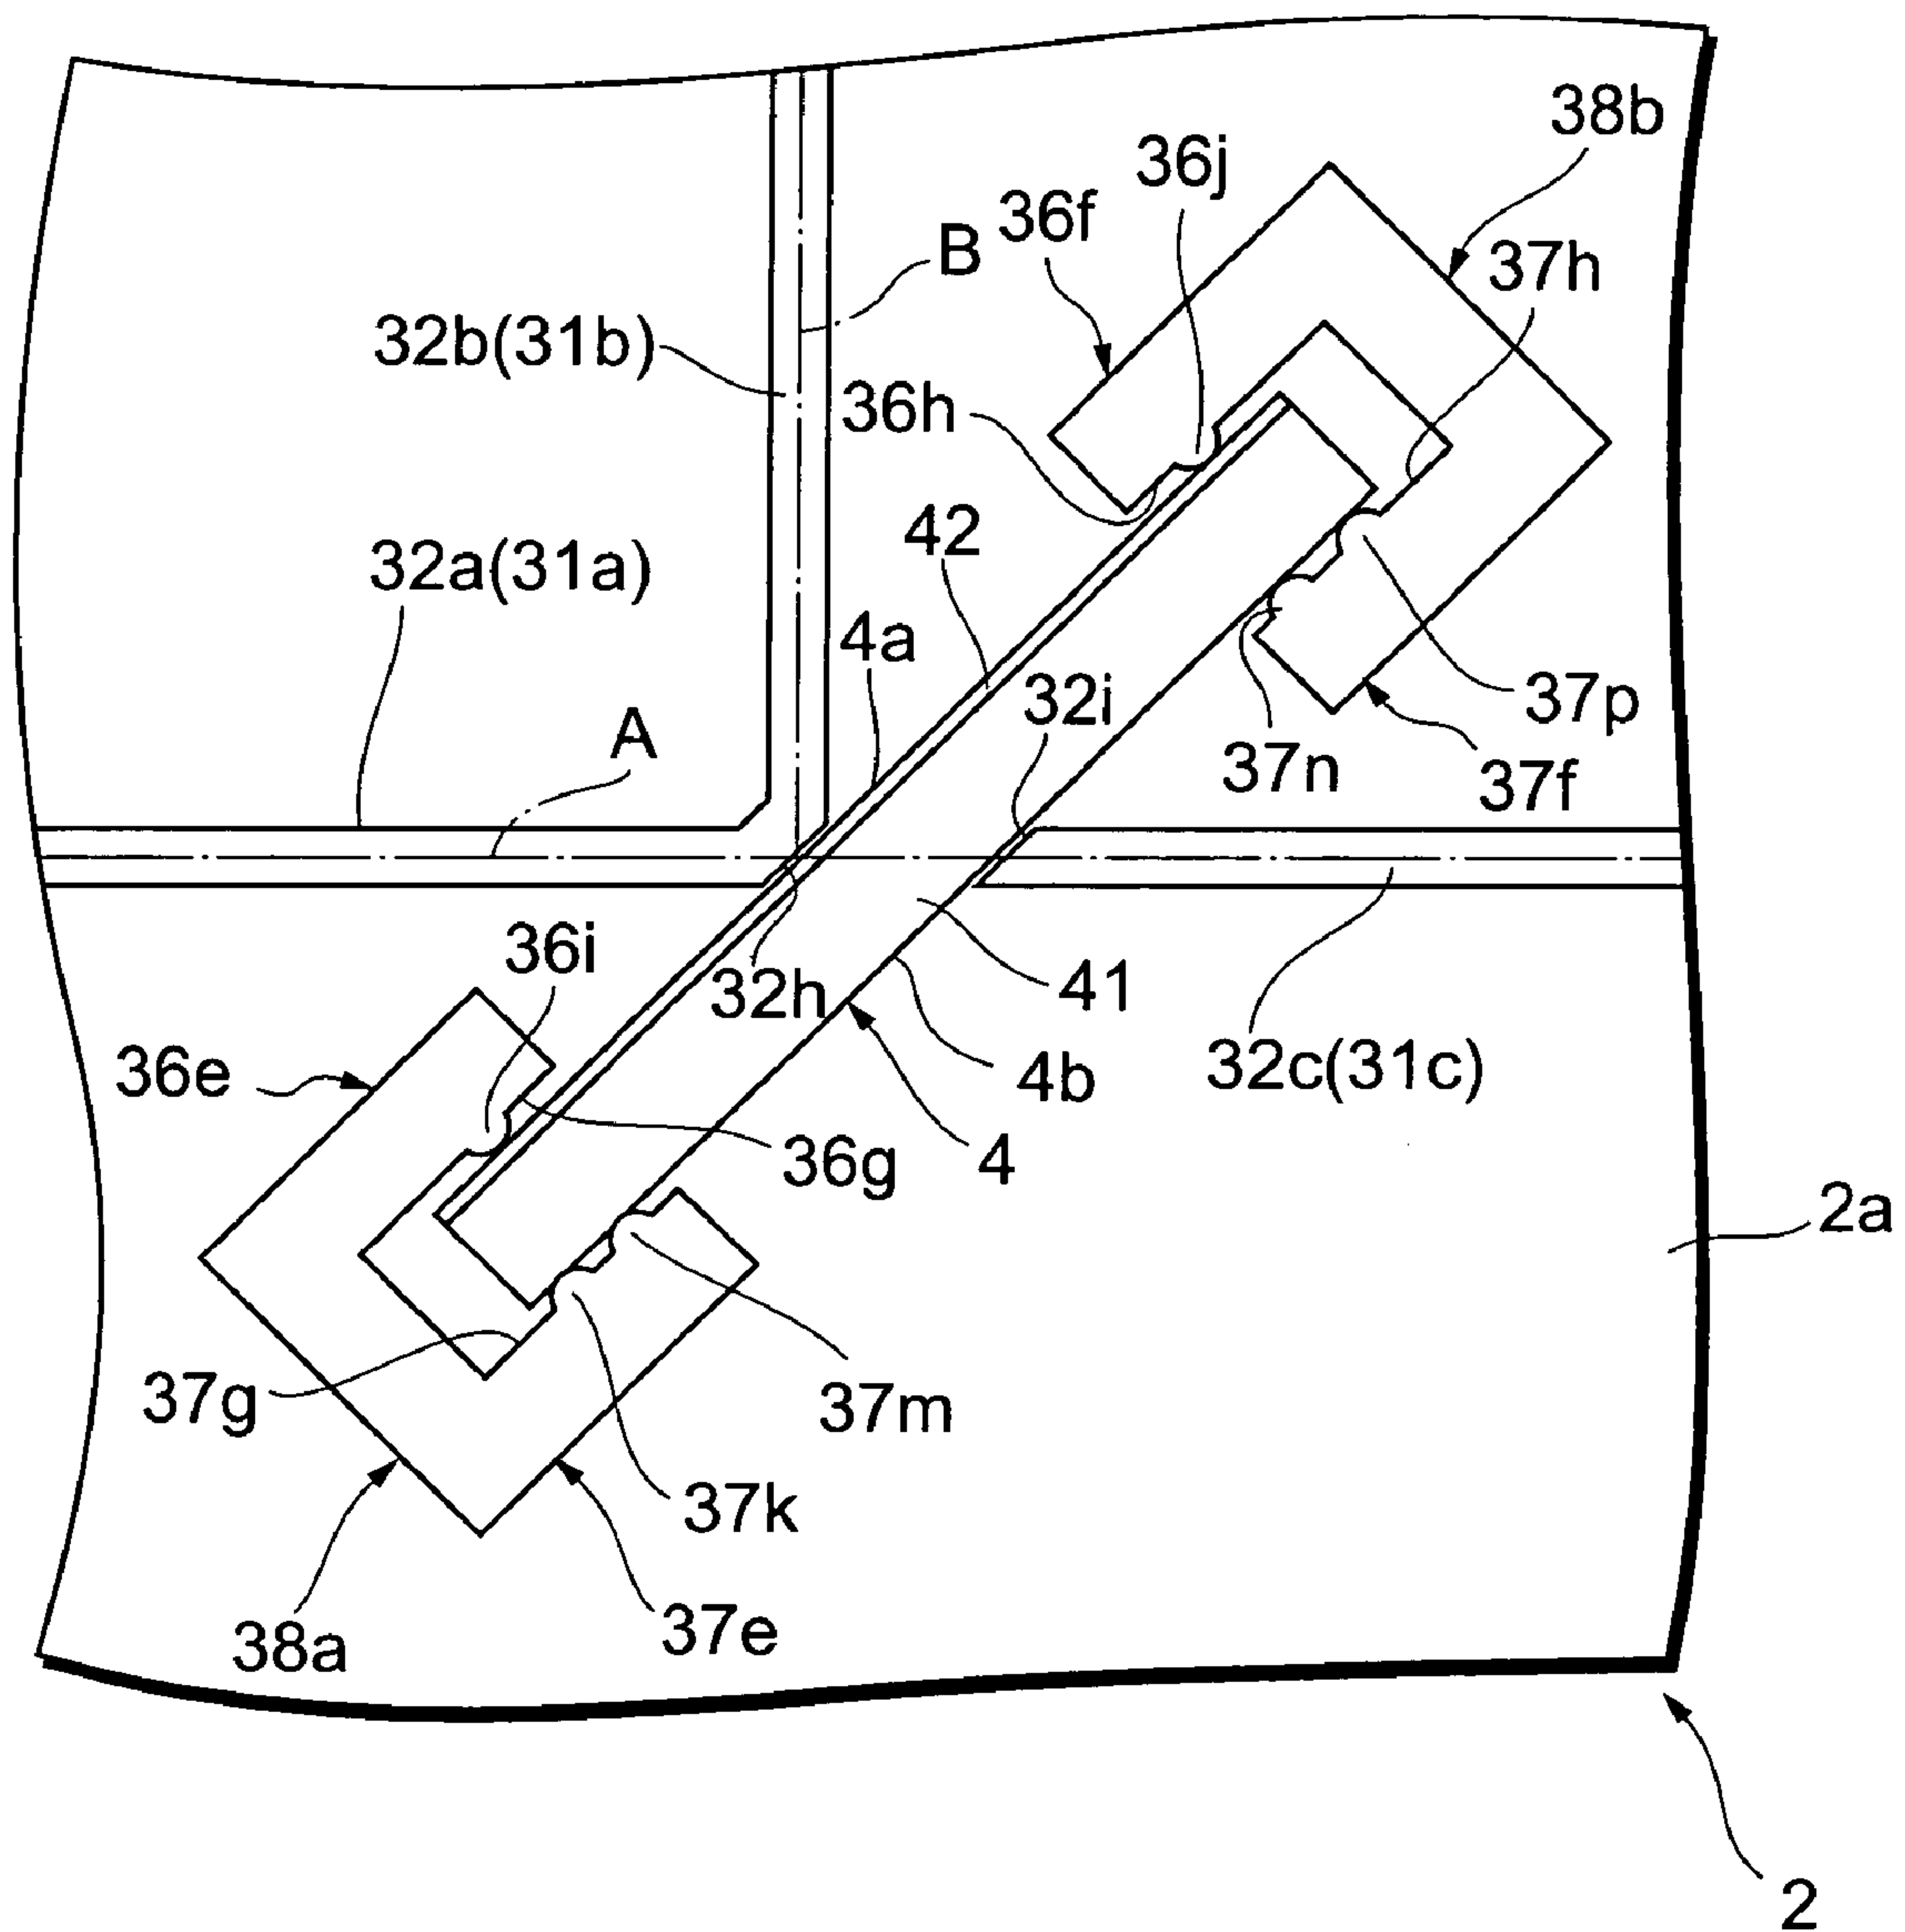 38b
36j
36f
B
37h
32b(31b)
36h
42
32a(31a)
4a
32i
A
37p
37n
37f
36i
32h
41
36e
4b
32c(31c)
36g
4
2a
37g
37m
37k
38a
37e
2